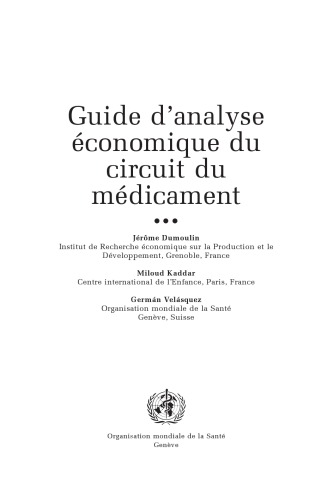 Guide d’analyse
économique du
circuit du
médicament
•••
Jérôme Dumoulin
Institut de Recherche économique sur la Production et le
Développement, Grenoble, France
Miloud Kaddar
Centre international de l’Enfance, Paris, France
Germán Velásquez
Organisation mondiale de la Santé
Genève, Suisse
Organisation mondiale de la Santé
Genève